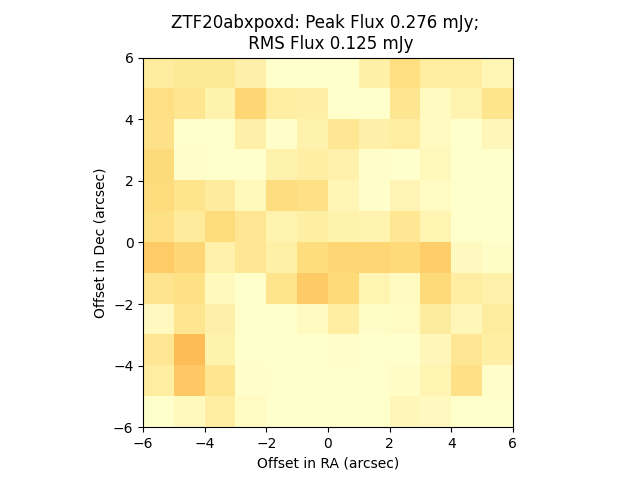 ZTF20abxpoxd: Peak Flux 0.276 mJy;
RMS Flux 0.125 mJy
6
4
2
0
−2
−4
−6
Offset in Dec (arcsec)
−6 −4 −2 0 2 4 6
Offset in RA (arcsec)